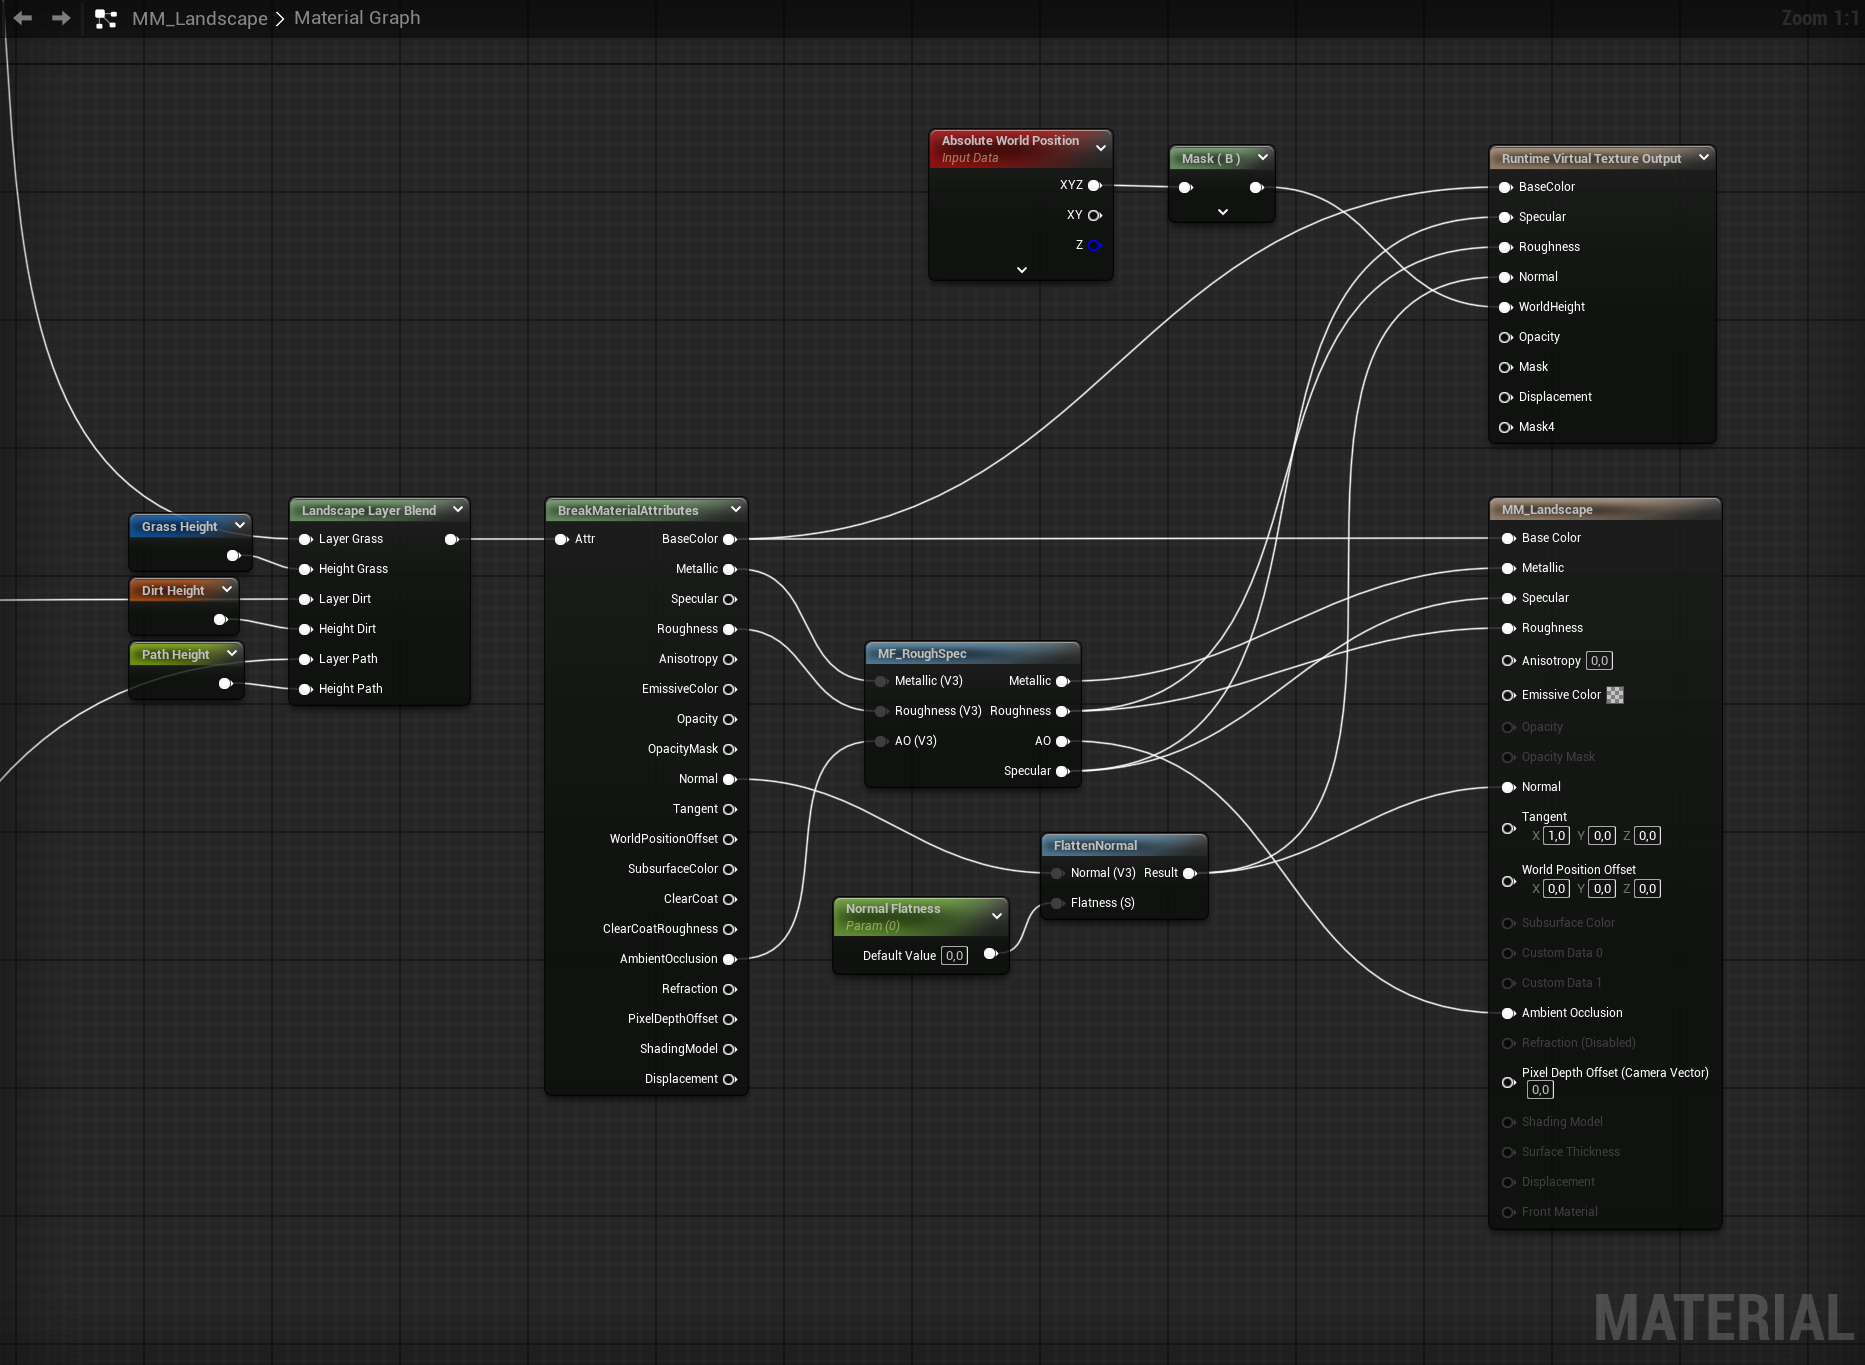 MM_Landscape > Material Graph
Zoom 1:1
Absolute World Position
Input Data
XYZ
XY
Z
Mask ( B )
Runtime Virtual Texture Output
BaseColor
Specular
Roughness
Normal
WorldHeight
Opacity
Mask
Displacement
Mask4
Grass Height
Dirt Height
Path Height
Landscape Layer Blend
Layer Grass
Height Grass
Layer Dirt
Height Dirt
Layer Path
Height Path
BreakMaterialAttributes
Attr BaseColor
Metallic
Specular
Roughness
Anisotropy
EmissiveColor
Opacity
OpacityMask
Normal
Tangent
WorldPositionOffset
SubsurfaceColor
ClearCoat
ClearCoatRoughness
AmbientOcclusion
Refraction
PixelDepthOffset
ShadingModel
Displacement
MF_RoughSpec
Metallic (V3) Metallic
Roughness (V3) Roughness
AO (V3) AO
Specular
FlattenNormal
Normal (V3) Result
Flatness (S)
Normal Flatness
Param (0)
Default Value 0,0
MM_Landscape
Base Color
Metallic
Specular
Roughness
Anisotropy 0,0
Emissive Color
Opacity
Opacity Mask
Normal
Tangent
X 1,0 Y 0,0 Z 0,0
World Position Offset
X 0,0 Y 0,0 Z 0,0
Subsurface Color
Custom Data 0
Custom Data 1
Ambient Occlusion
Refraction (Disabled)
Pixel Depth Offset (Camera Vector)
0,0
Shading Model
Surface Thickness
Displacement
Front Material
MATERIAL